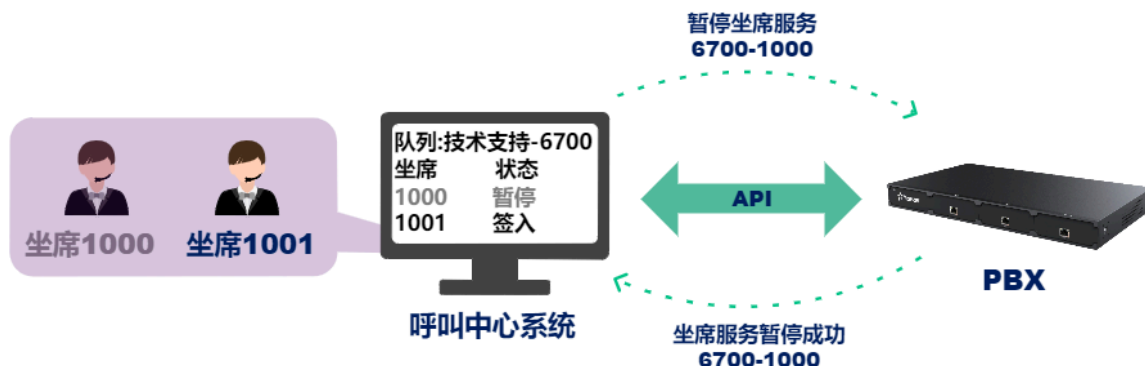 暂停坐席服务
6700-1000
队列:技术支持-6700
坐席 状态
1000 暂停
1001 签入
坐席1000 坐席1001
API
PBX
呼叫中心系统
坐席服务暂停成功
6700-1000